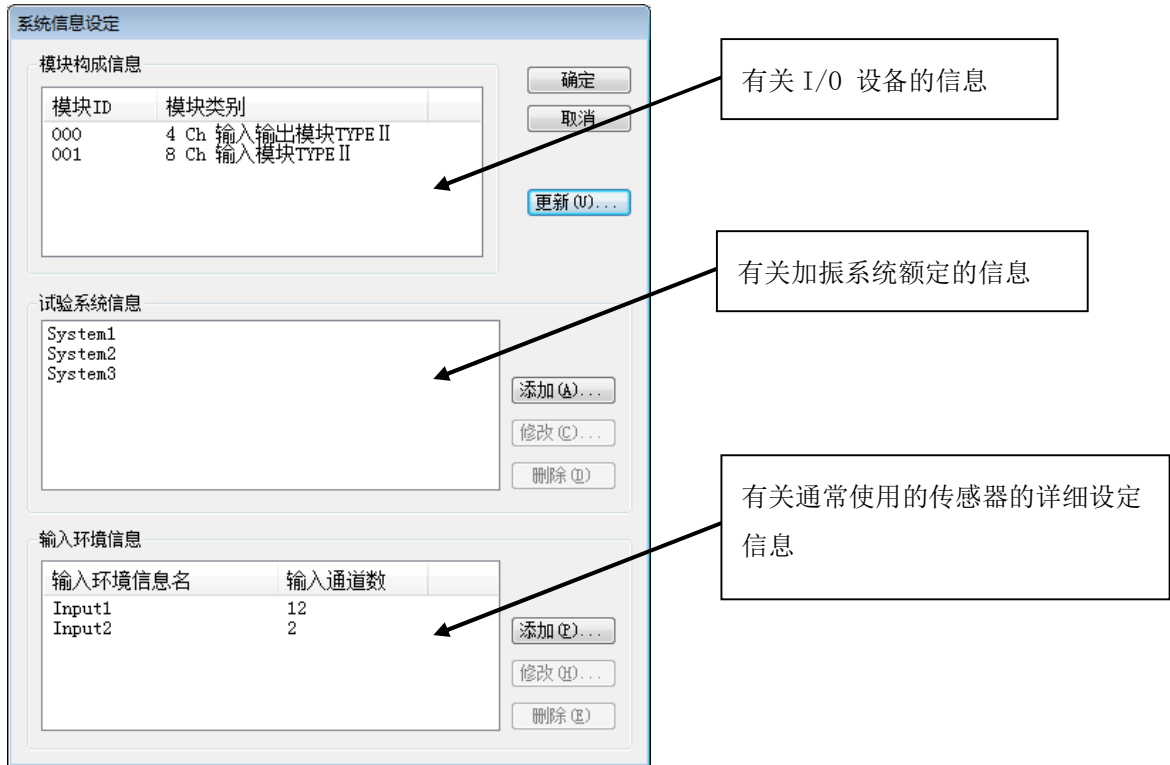 系统信息设定
模块构成信息
模块ID 模块类别
000 4 Ch 输入输出模块TYPEⅡ
001 8 Ch 输入模块TYPEⅡ
确定
取消
更新(U)...
有关 I/O 设备的信息
试验系统信息
System1
System2
System3
添加(A)...
修改(C)...
删除(D)
有关加振系统额定的信息
输入环境信息
输入环境信息名 输入通道数
Input1 12
Input2 2
添加(P)...
修改(H)...
删除(E)
有关通常使用的传感器的详细设定
信息